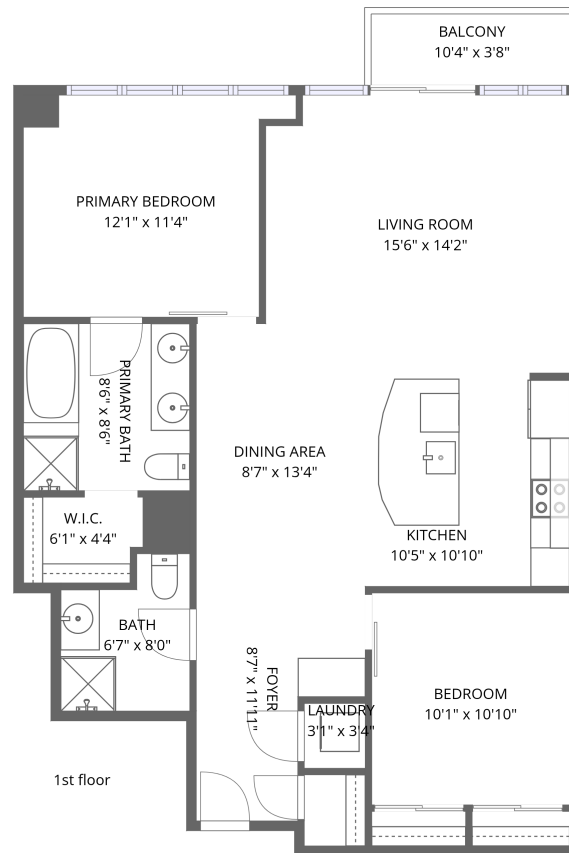 BALCONY
10'4" x 3'8"
PRIMARY BEDROOM
12'1" x 11'4"
LIVING ROOM
15'6" x 14'2"
PRIMARY BATH
8'6" x 8'6"
DINING AREA
8'7" x 13'4"
W.I.C.
6'1" x 4'4"
KITCHEN
10'5" x 10'10"
BATH
6'7" x 8'0"
FOYER
8'7" x 11'11"
LAUNDRY
3'1" x 3'4"
BEDROOM
10'1" x 10'10"
1st floor